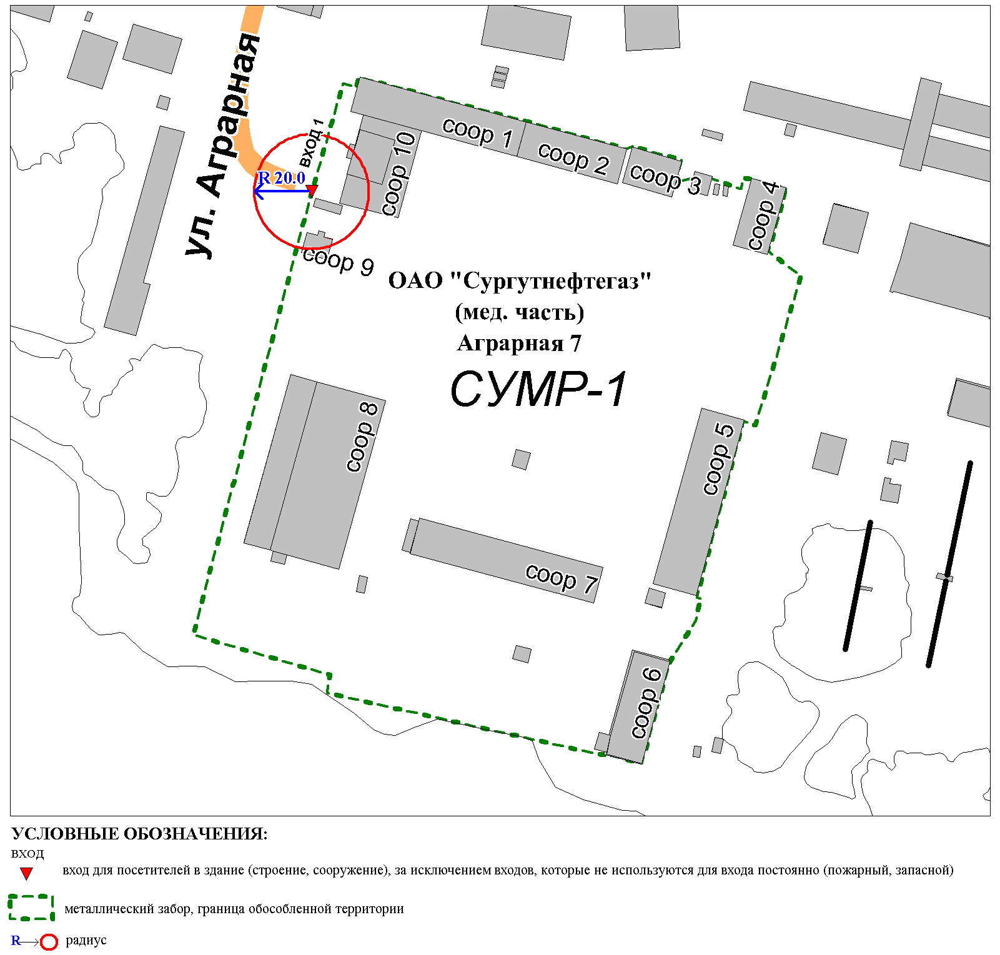 ул. Аграрная
вход 1
R 20.0
соор 1
соор 2
соор 3
соор 4
соор 10
соор 9
ОАО "Сургутнефтегаз"
(мед. часть)
Аграрная 7
СУМР-1
соор 8
соор 5
соор 7
соор 6
УСЛОВНЫЕ ОБОЗНАЧЕНИЯ:
ВХОД
вход для посетителей в здание (строение, сооружение), за исключением входов, которые не используются для входа постоянно (пожарный, запасной)
металлический забор, граница обособленной территории
R радиус